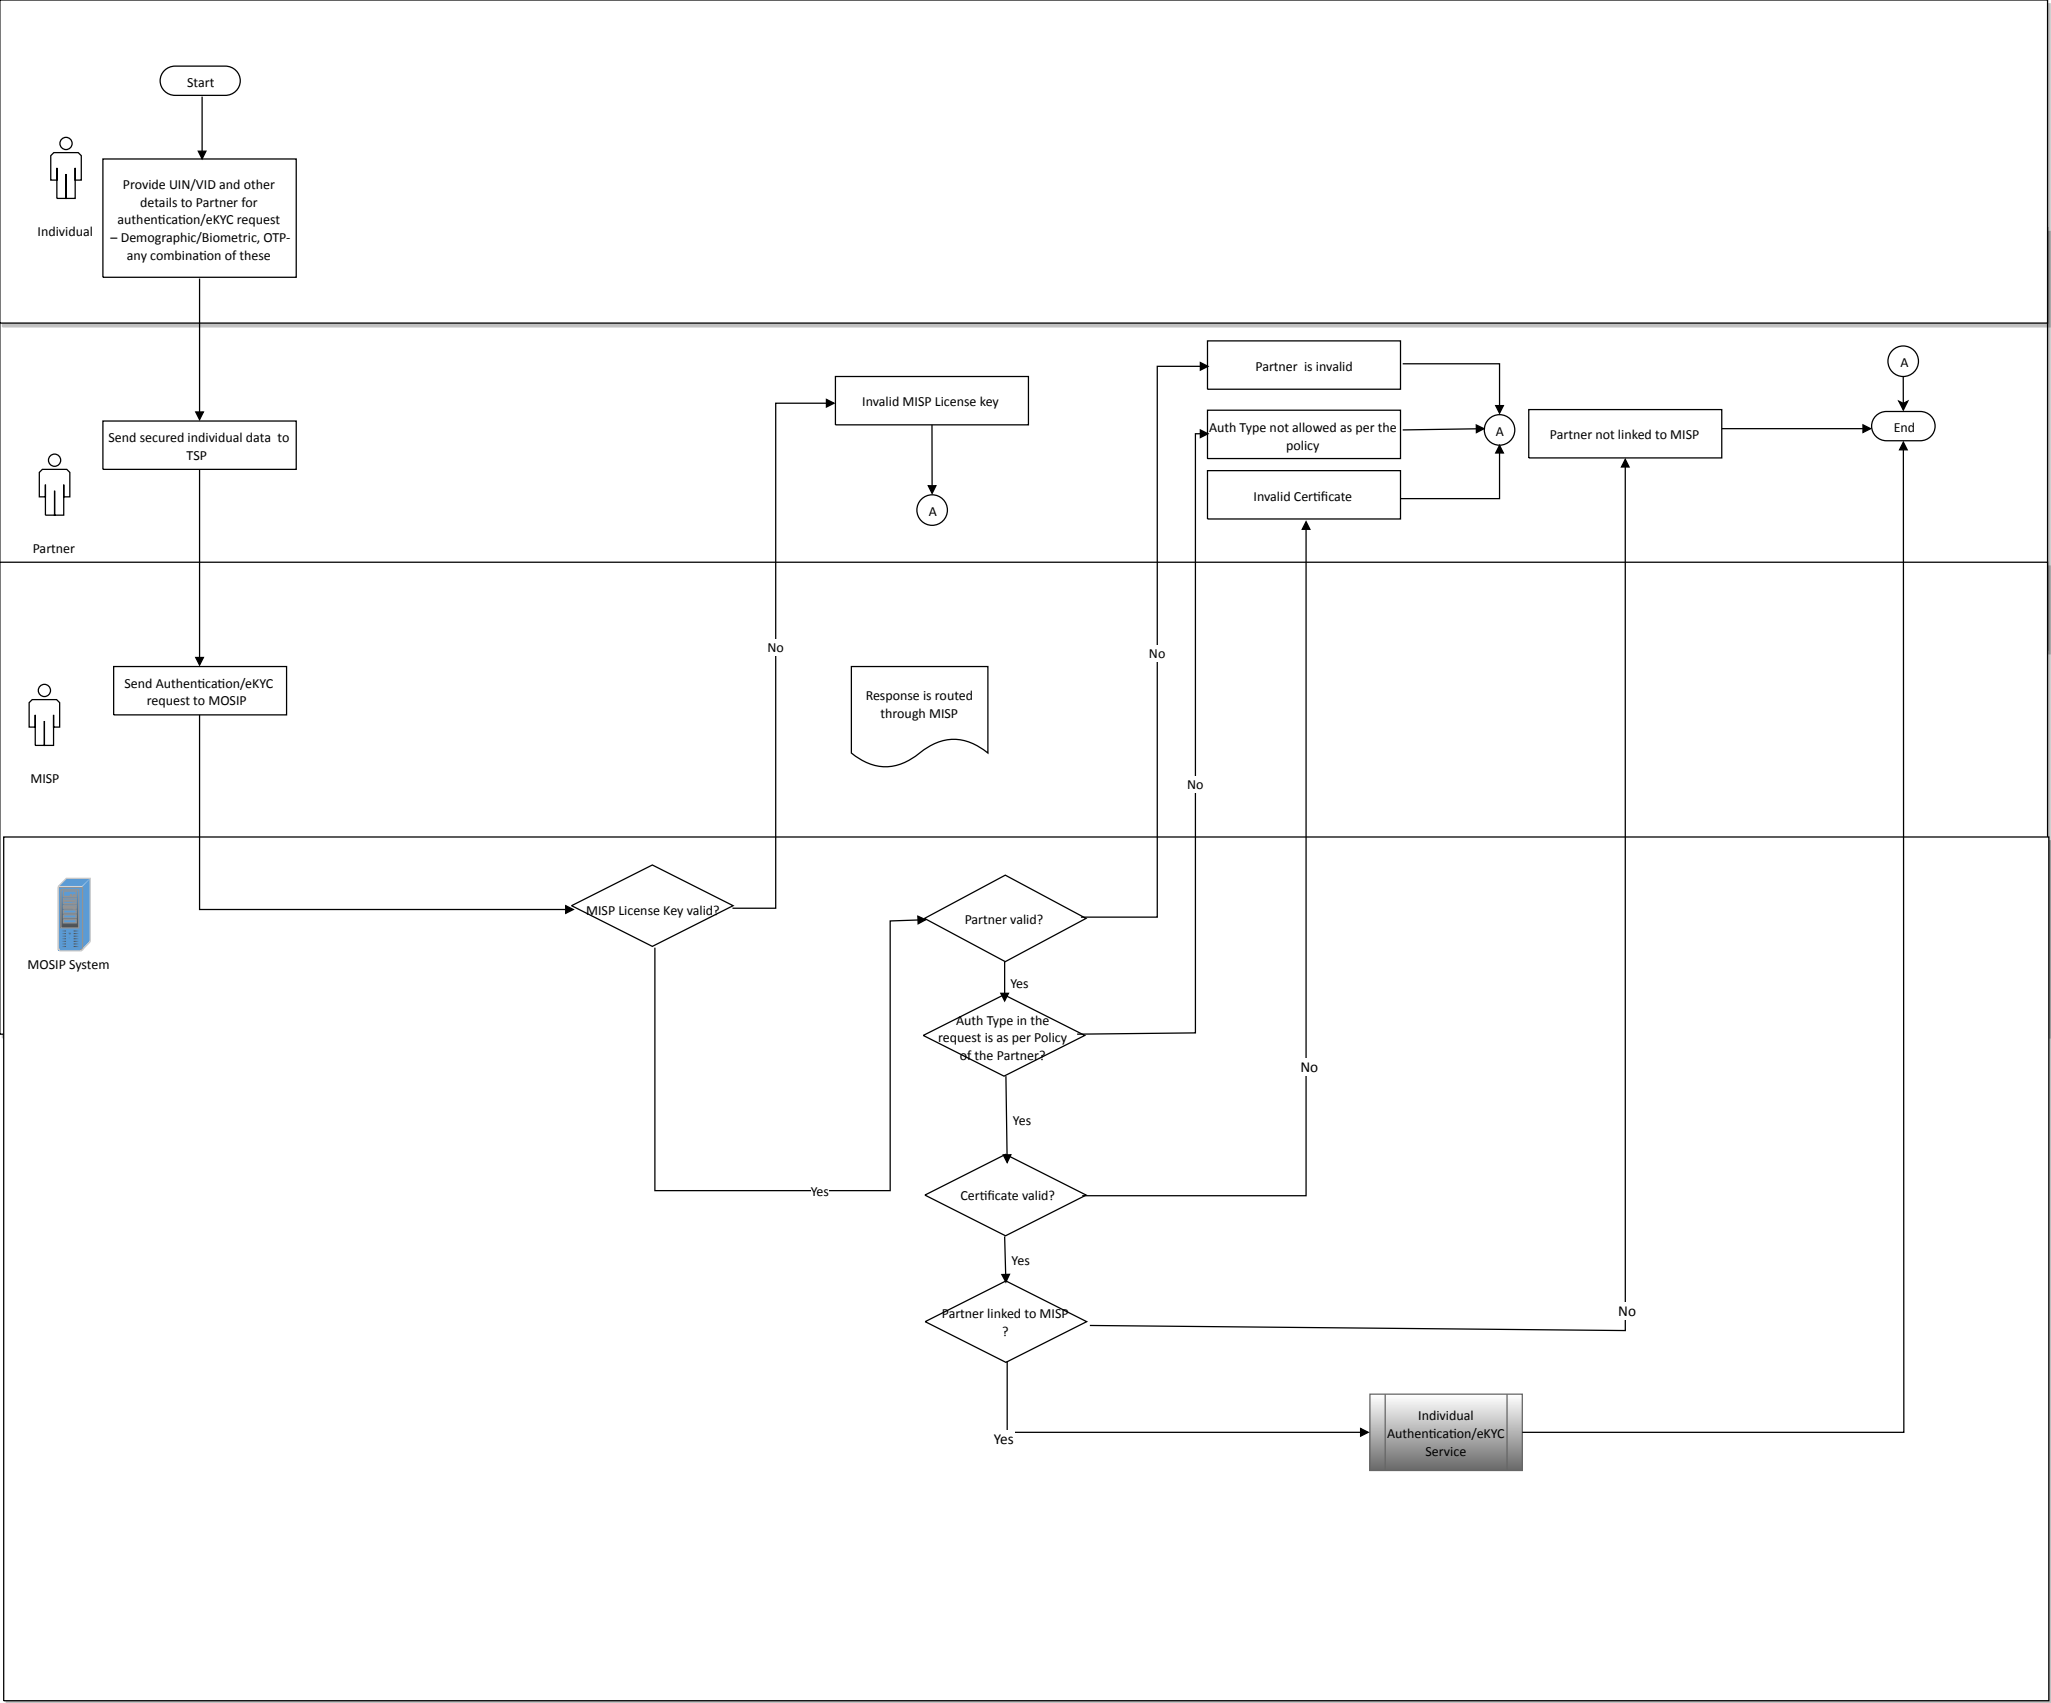 Start
Provide UIN/VID and other
details to Partner for
authentication/eKYC request
– Demographic/Biometric, OTP-
any combination of these
Individual
Partner  is invalid
A
Invalid MISP License key
Auth Type not allowed as per the
policy
A
Partner not linked to MISP
End
Send secured individual data  to
TSP
Invalid Certificate
A
Partner
No
No
Send Authentication/eKYC
request to MOSIP
Response is routed
through MISP
MISP
No
MISP License Key valid?
Partner valid?
MOSIP System
Yes
Auth Type in the
request is as per Policy
of the Partner?
No
Yes
Yes
Certificate valid?
Yes
Partner linked to MISP
?
No
Yes
Individual
Authentication/eKYC
Service